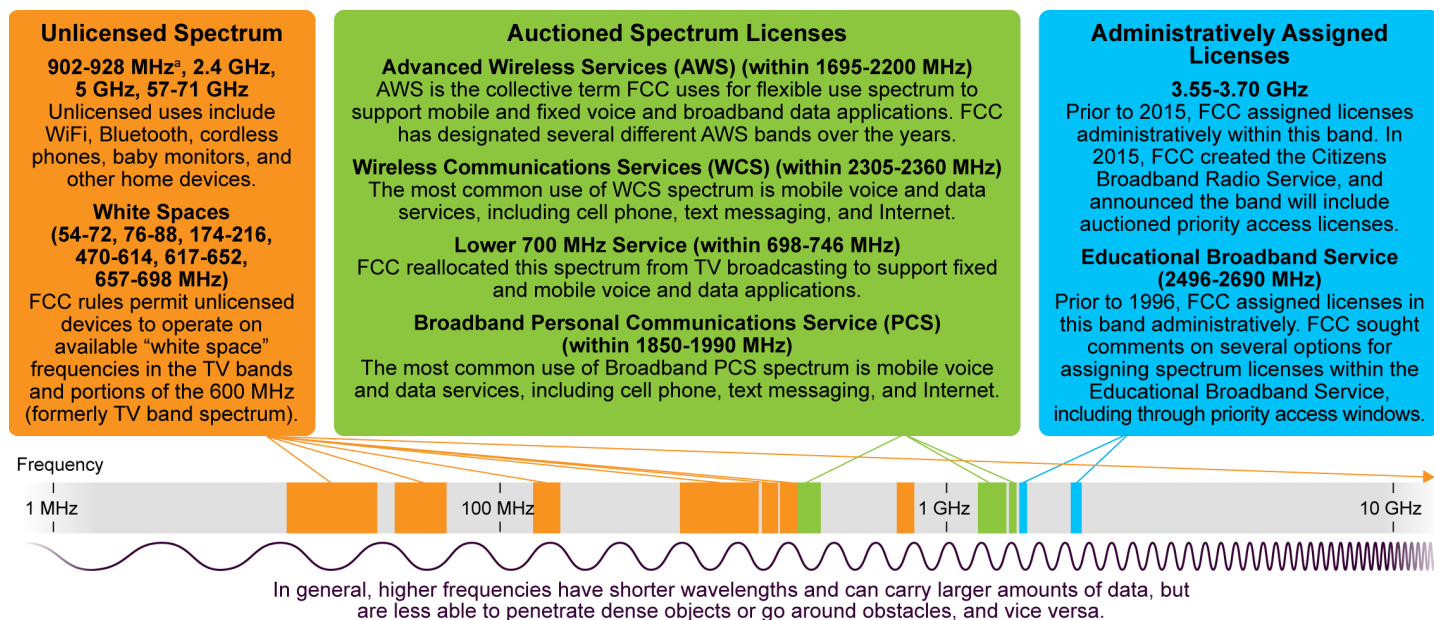 Unlicensed Spectrum
902-928 MHzᵃ, 2.4 GHz,
5 GHz, 57-71 GHz
Unlicensed uses include
WiFi, Bluetooth, cordless
phones, baby monitors, and
other home devices.
White Spaces
(54-72, 76-88, 174-216,
470-614, 617-652,
657-698 MHz)
FCC rules permit unlicensed
devices to operate on
available “white space”
frequencies in the TV bands
and portions of the 600 MHz
(formerly TV band spectrum).
Auctioned Spectrum Licenses
Advanced Wireless Services (AWS) (within 1695-2200 MHz)
AWS is the collective term FCC uses for flexible use spectrum to
support mobile and fixed voice and broadband data applications. FCC
has designated several different AWS bands over the years.
Wireless Communications Services (WCS) (within 2305-2360 MHz)
The most common use of WCS spectrum is mobile voice and data
services, including cell phone, text messaging, and Internet.
Lower 700 MHz Service (within 698-746 MHz)
FCC reallocated this spectrum from TV broadcasting to support fixed
and mobile voice and data applications.
Broadband Personal Communications Service (PCS)
(within 1850-1990 MHz)
The most common use of Broadband PCS spectrum is mobile voice
and data services, including cell phone, text messaging, and Internet.
Administratively Assigned
Licenses
3.55-3.70 GHz
Prior to 2015, FCC assigned licenses
administratively within this band. In
2015, FCC created the Citizens
Broadband Radio Service, and
announced the band will include
auctioned priority access licenses.
Educational Broadband Service
(2496-2690 MHz)
Prior to 1996, FCC assigned licenses in
this band administratively. FCC sought
comments on several options for
assigning spectrum licenses within the
Educational Broadband Service,
including through priority access windows.
Frequency
1 MHz
100 MHz
1 GHz
10 GHz
In general, higher frequencies have shorter wavelengths and can carry larger amounts of data, but
are less able to penetrate dense objects or go around obstacles, and vice versa.